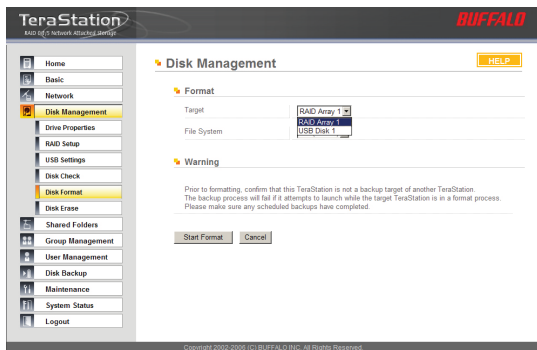 TeraStation
RAID 0/1/5 Network Attached Storage
BUFFALO
Home
Basic
Network
Disk Management
Drive Properties
RAID Setup
USB Settings
Disk Check
Disk Format
Disk Erase
Shared Folders
Group Management
User Management
Disk Backup
Maintenance
System Status
Logout
Disk Management
HELP
Format
Target
RAID Array 1
RAID Array 1
USB Disk 1
File System
Warning
Prior to formatting, confirm that this TeraStation is not a backup target of another TeraStation.
The backup process will fail if it attempts to launch while the target TeraStation is in a format process.
Please make sure any scheduled backups have completed.
Start Format
Cancel
Copyright 2002-2006 (C) BUFFALO INC. All Rights Reserved.